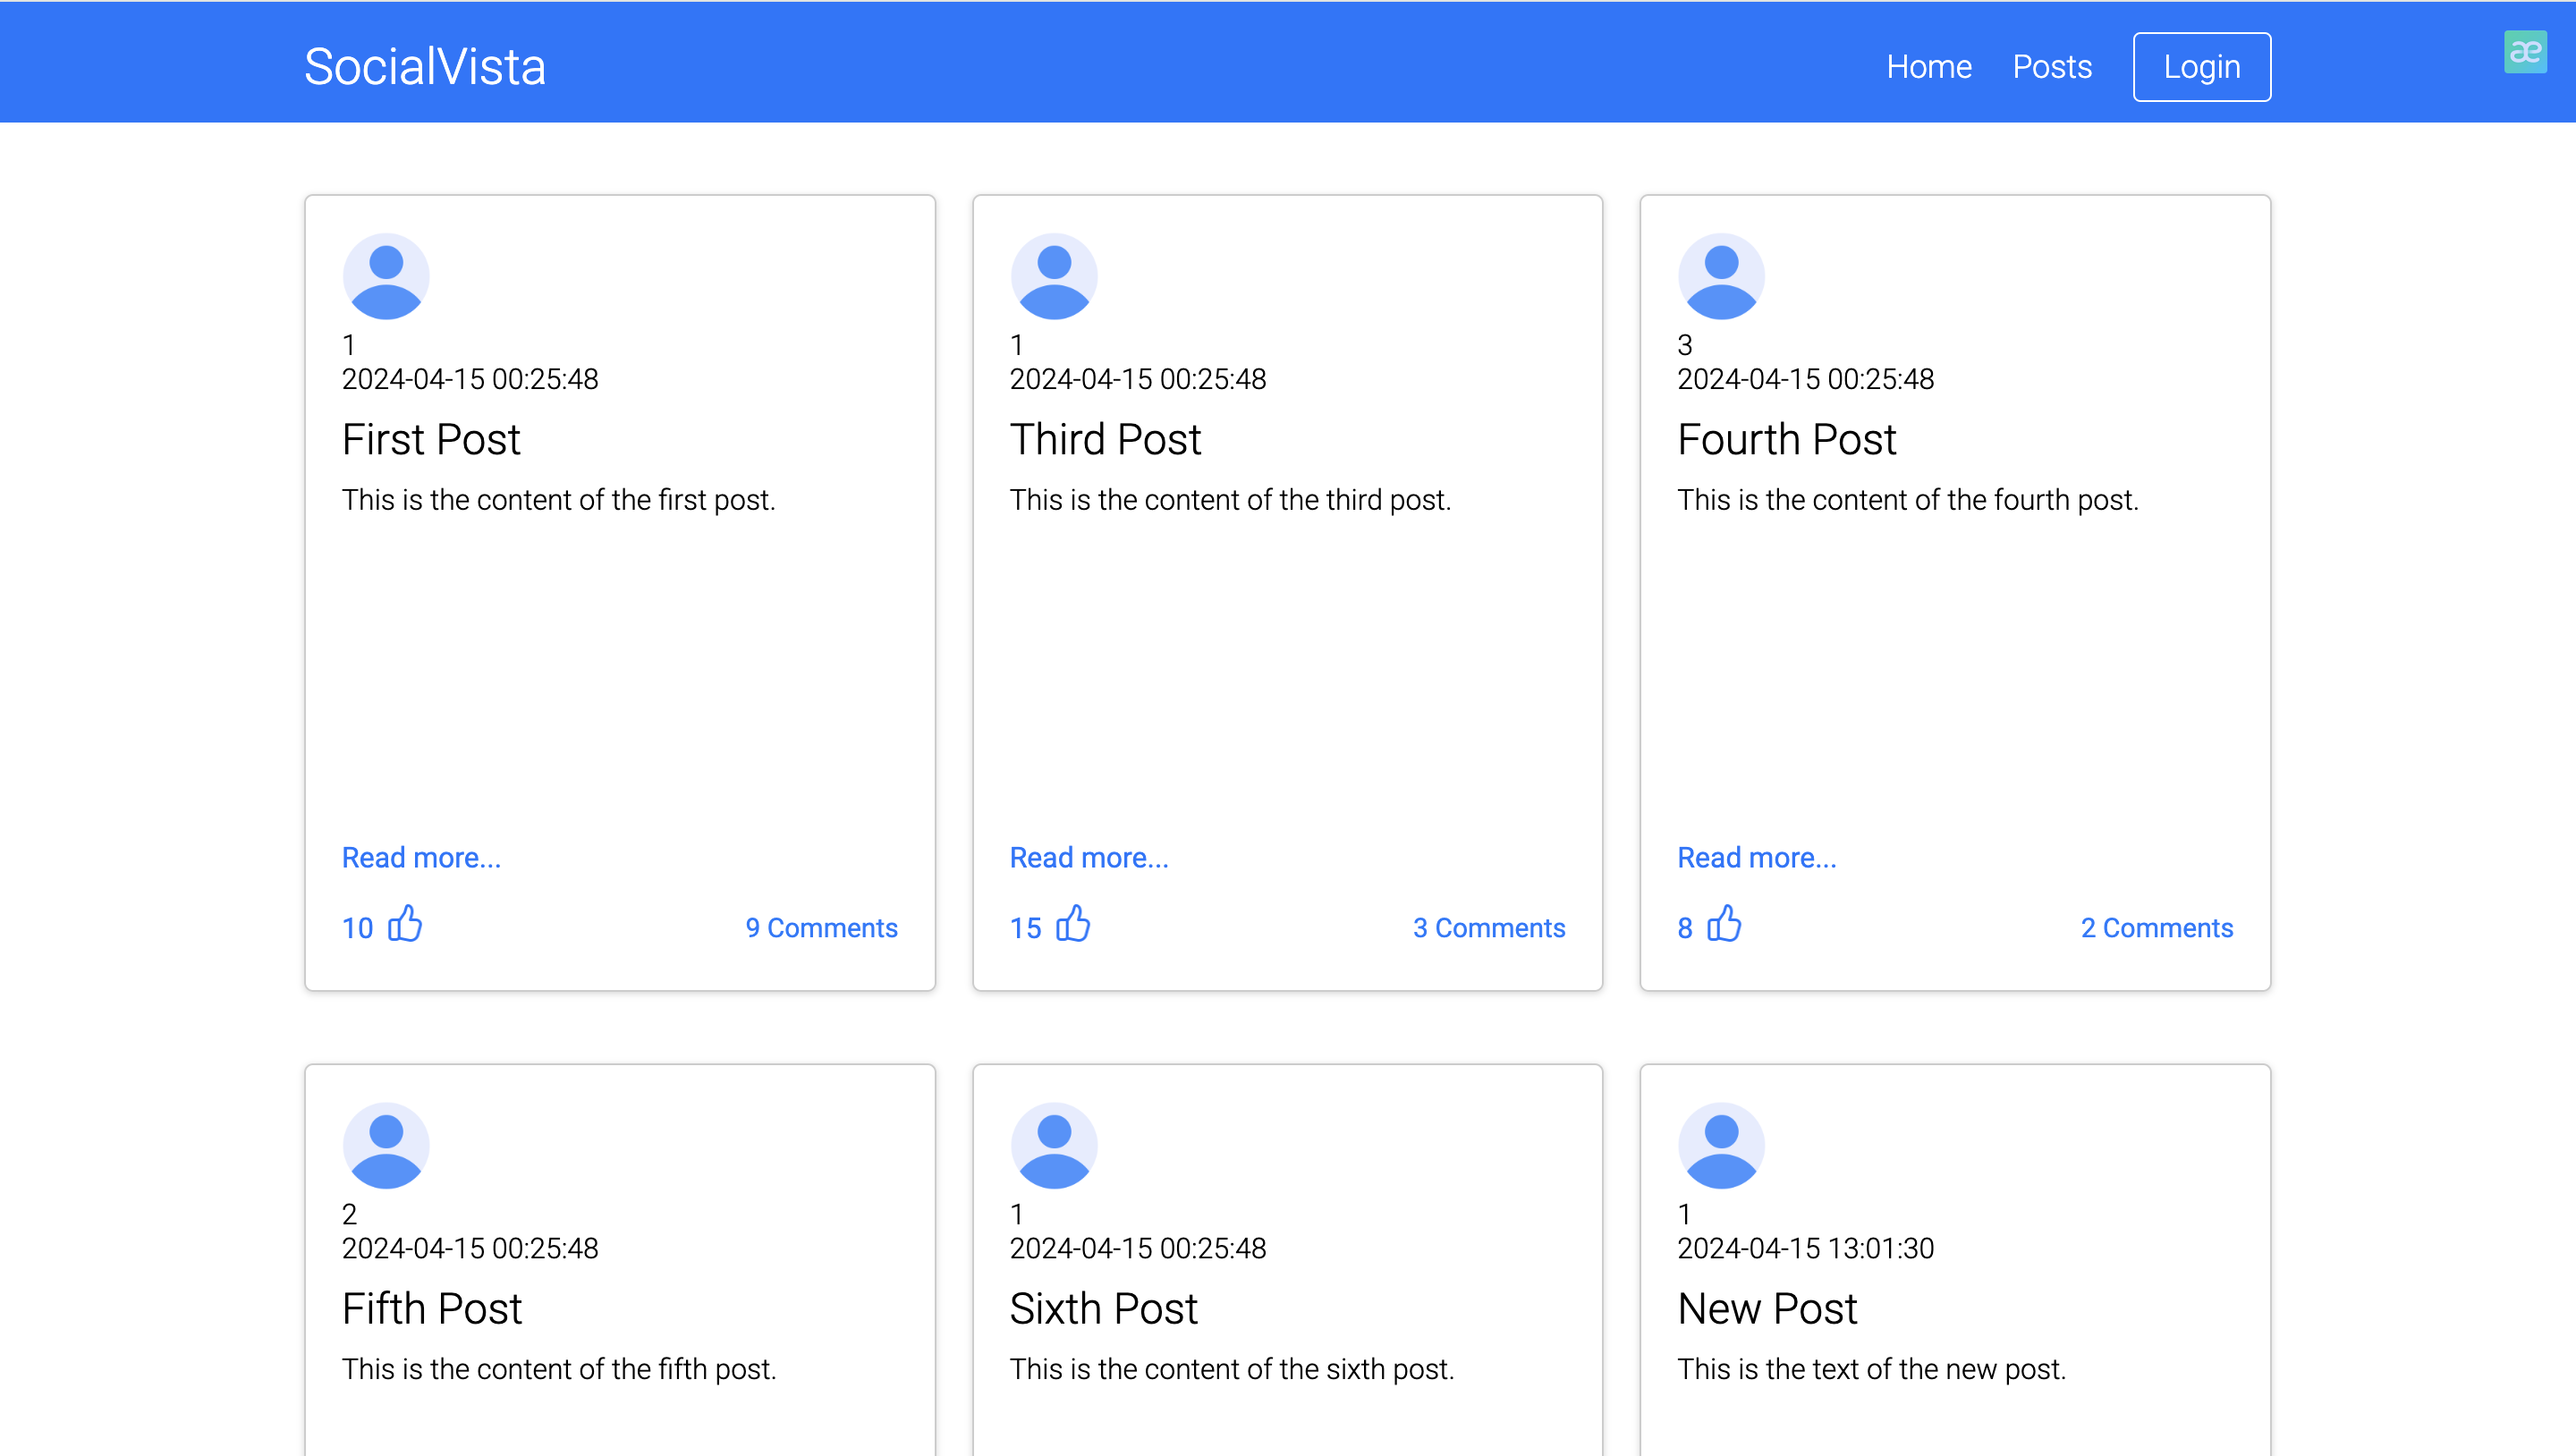 SocialVista
Home Posts Login
æ
1
2024-04-15 00:25:48
First Post
This is the content of the first post.
Read more...
10
9 Comments
1
2024-04-15 00:25:48
Third Post
This is the content of the third post.
Read more...
15
3 Comments
3
2024-04-15 00:25:48
Fourth Post
This is the content of the fourth post.
Read more...
8
2 Comments
2
2024-04-15 00:25:48
Fifth Post
This is the content of the fifth post.
1
2024-04-15 00:25:48
Sixth Post
This is the content of the sixth post.
1
2024-04-15 13:01:30
New Post
This is the text of the new post.